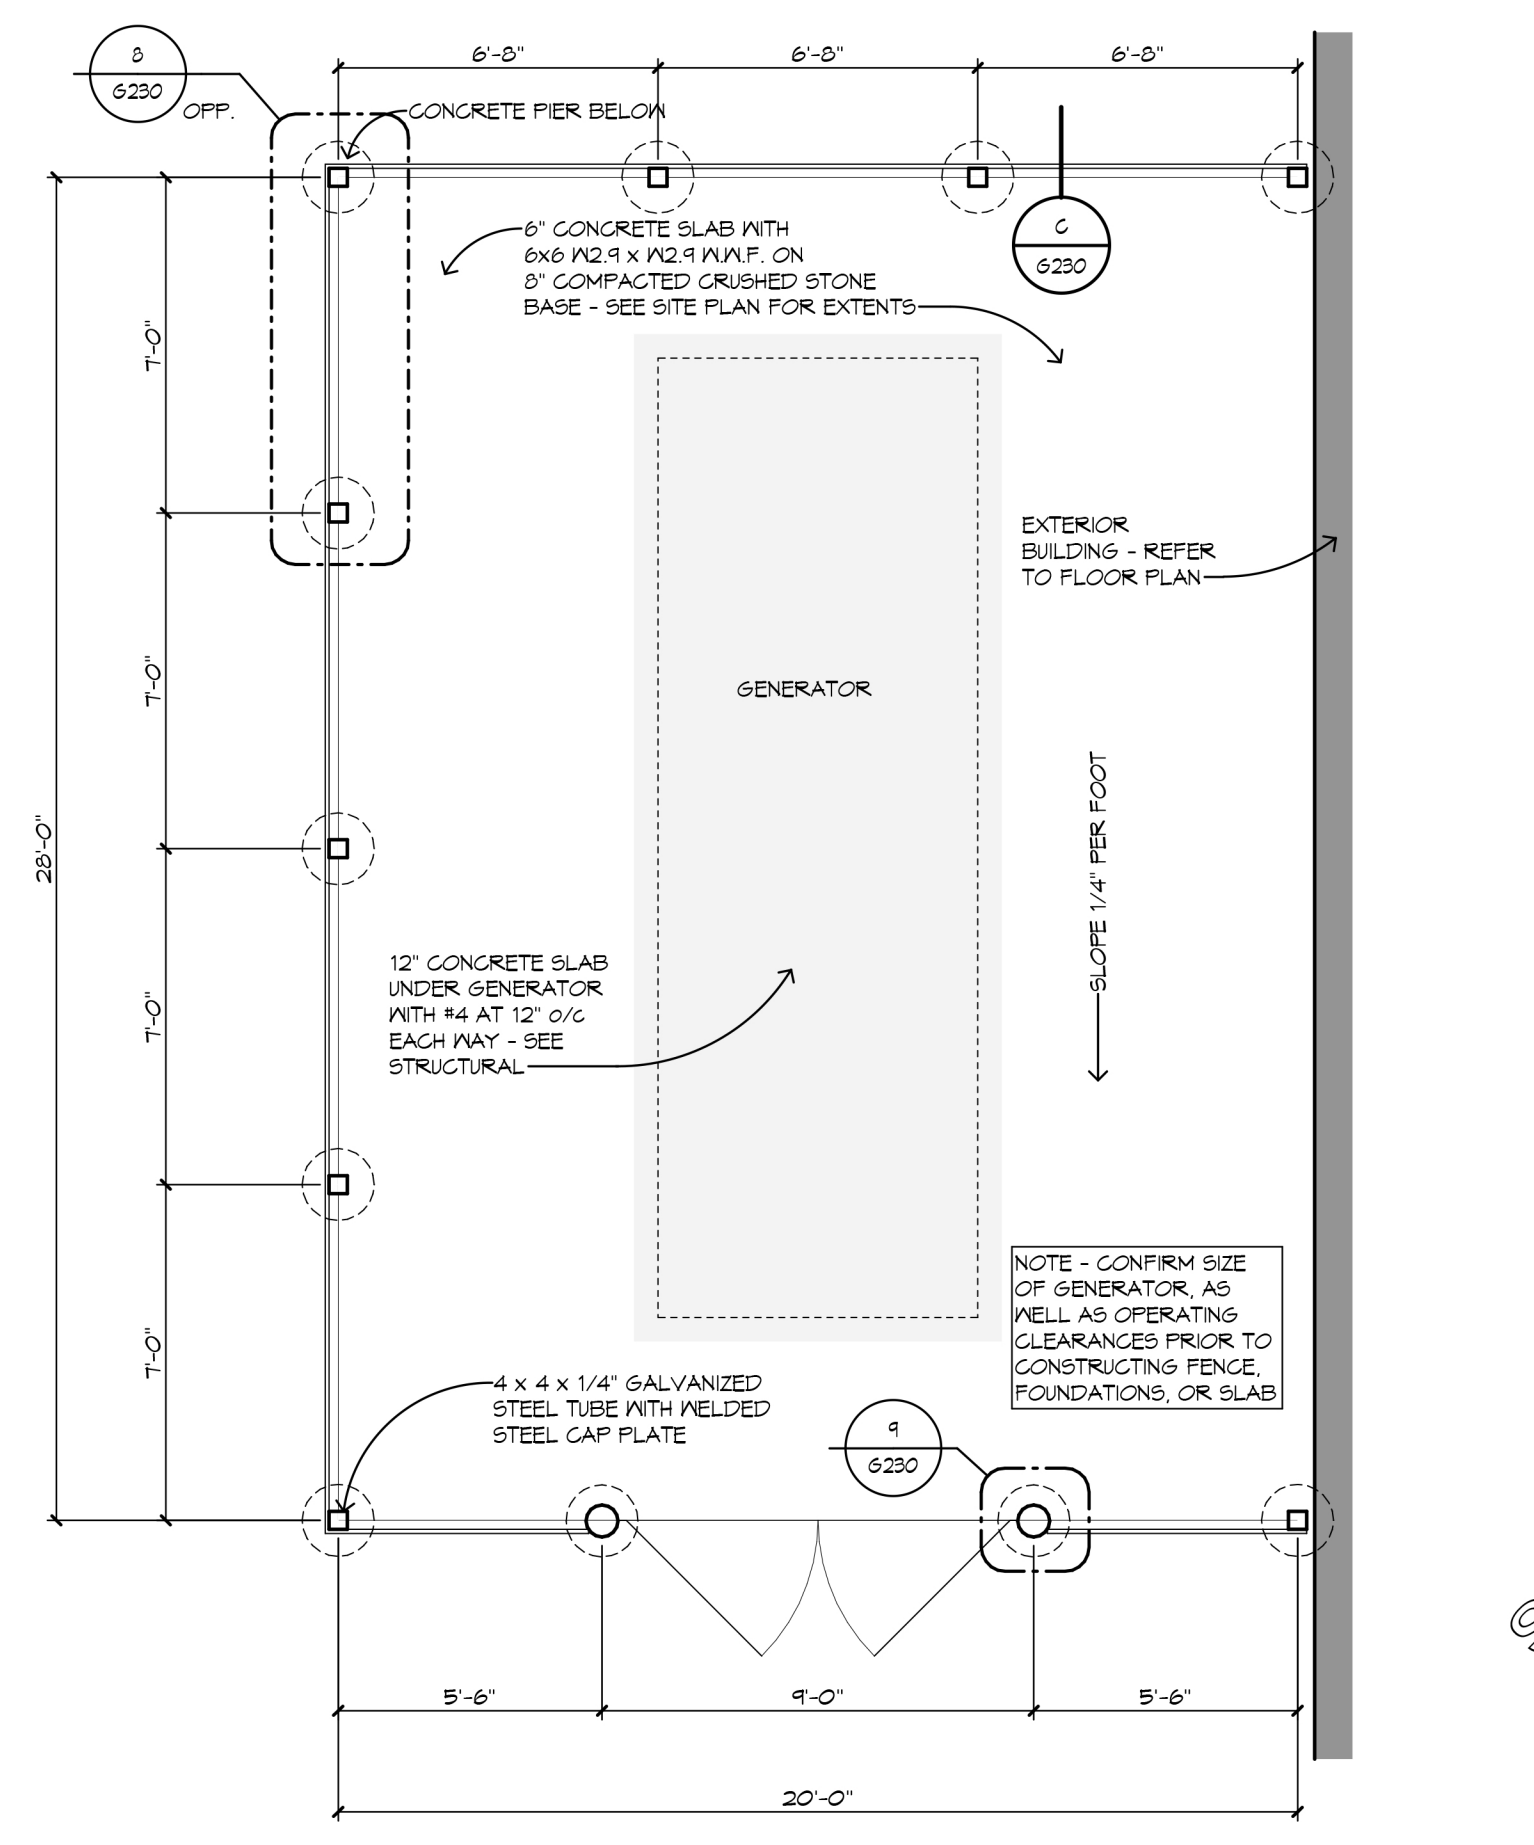 8
G230
OPP.
6'-8"
6'-8"
6'-8"
CONCRETE PIER BELOW
6" CONCRETE SLAB WITH
6x6 W2.9 x W2.9 W.W.F. ON
8" COMPACTED CRUSHED STONE
BASE - SEE SITE PLAN FOR EXTENTS
C
G230
7'-0"
EXTERIOR
BUILDING - REFER
TO FLOOR PLAN
7'-0"
GENERATOR
28'-0"
SLOPE 1/4" PER FOOT
12" CONCRETE SLAB
UNDER GENERATOR
WITH #4 AT 12" o/c
EACH WAY - SEE
STRUCTURAL
7'-0"
NOTE - CONFIRM SIZE
OF GENERATOR, AS
WELL AS OPERATING
CLEARANCES PRIOR TO
CONSTRUCTING FENCE,
FOUNDATIONS, OR SLAB
7'-0"
4 x 4 x 1/4" GALVANIZED
STEEL TUBE WITH WELDED
STEEL CAP PLATE
9
G230
5'-6"
9'-0"
5'-6"
20'-0"